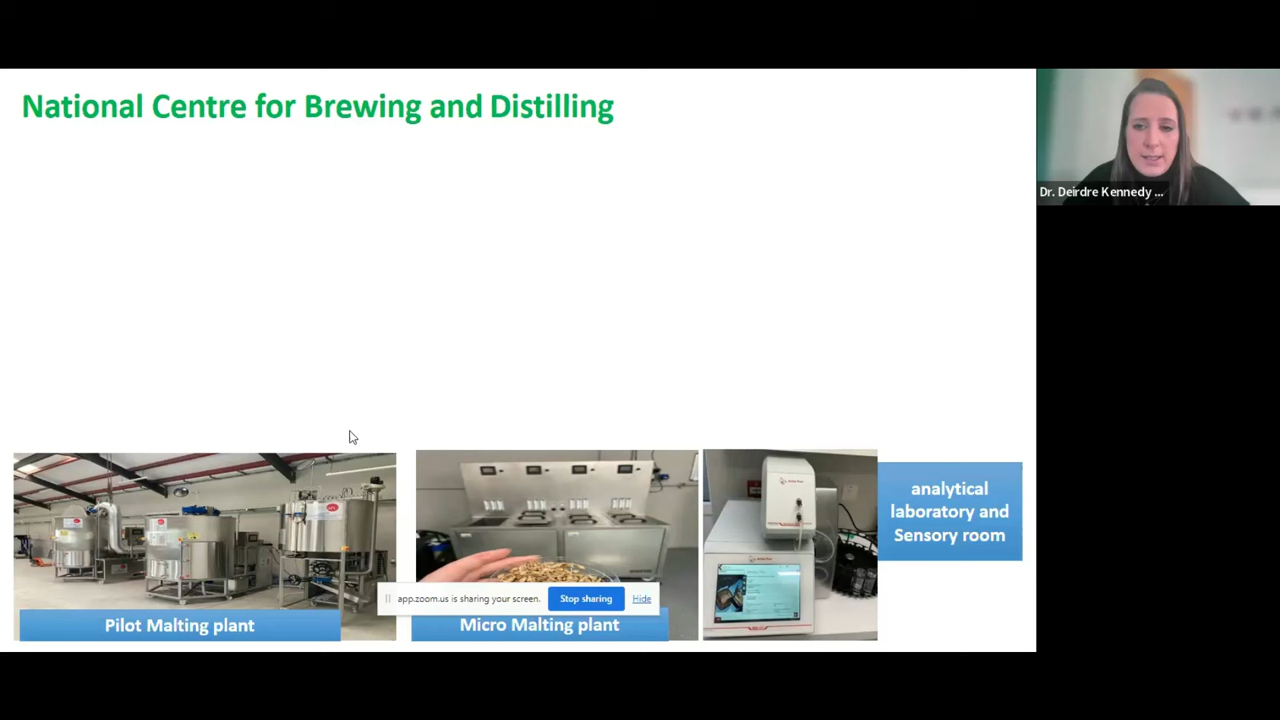 National Centre for Brewing and Distilling
Dr. Deirdre Kennedy ...
analytical
laboratory and
Sensory room
app.zoom.us is sharing your screen.
Stop sharing
Hide
Pilot Malting plant
Micro Malting plant